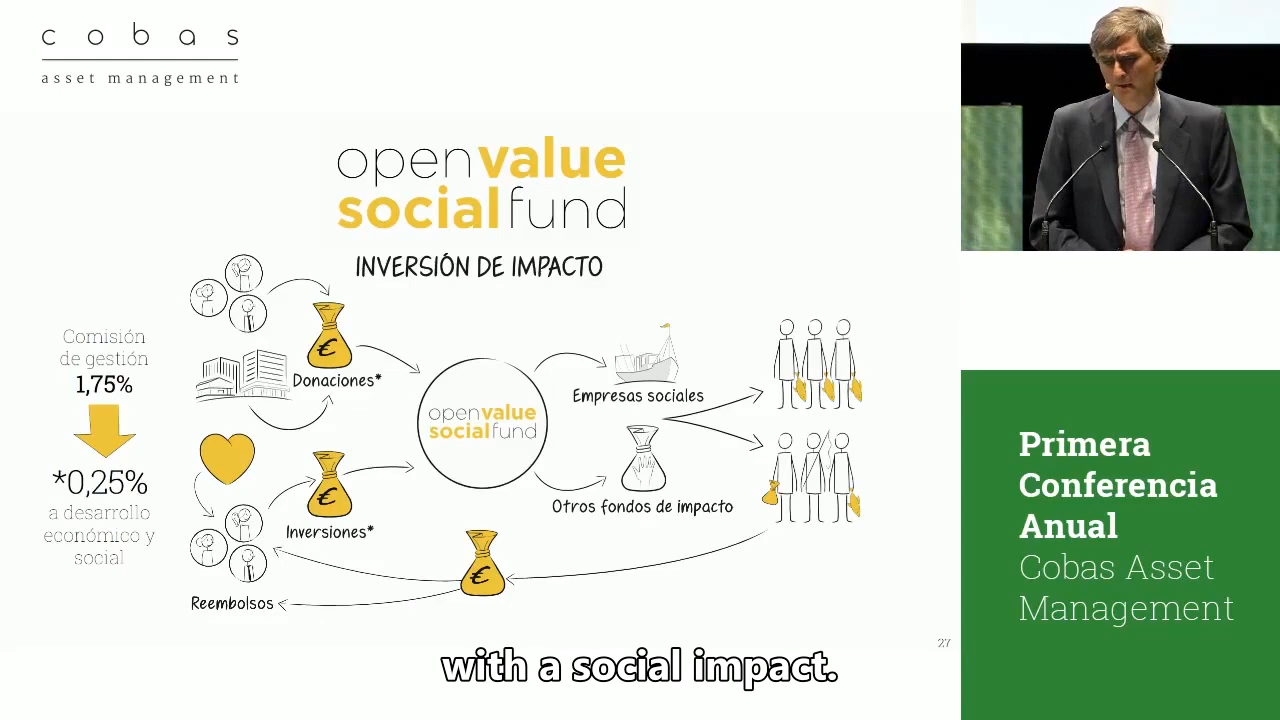 cobas
asset management
openvalue
socialfund
INVERSIÓN DE IMPACTO
Comisión
de gestión
1,75%
*0,25%
a desarrollo
económico y
social
€
Donaciones*
€
Inversiones*
openvalue
socialfund
Empresas sociales
Otros fondos de impacto
€
Reembolsos
27
with a social impact.
Primera
Conferencia
Anual
Cobas Asset
Management